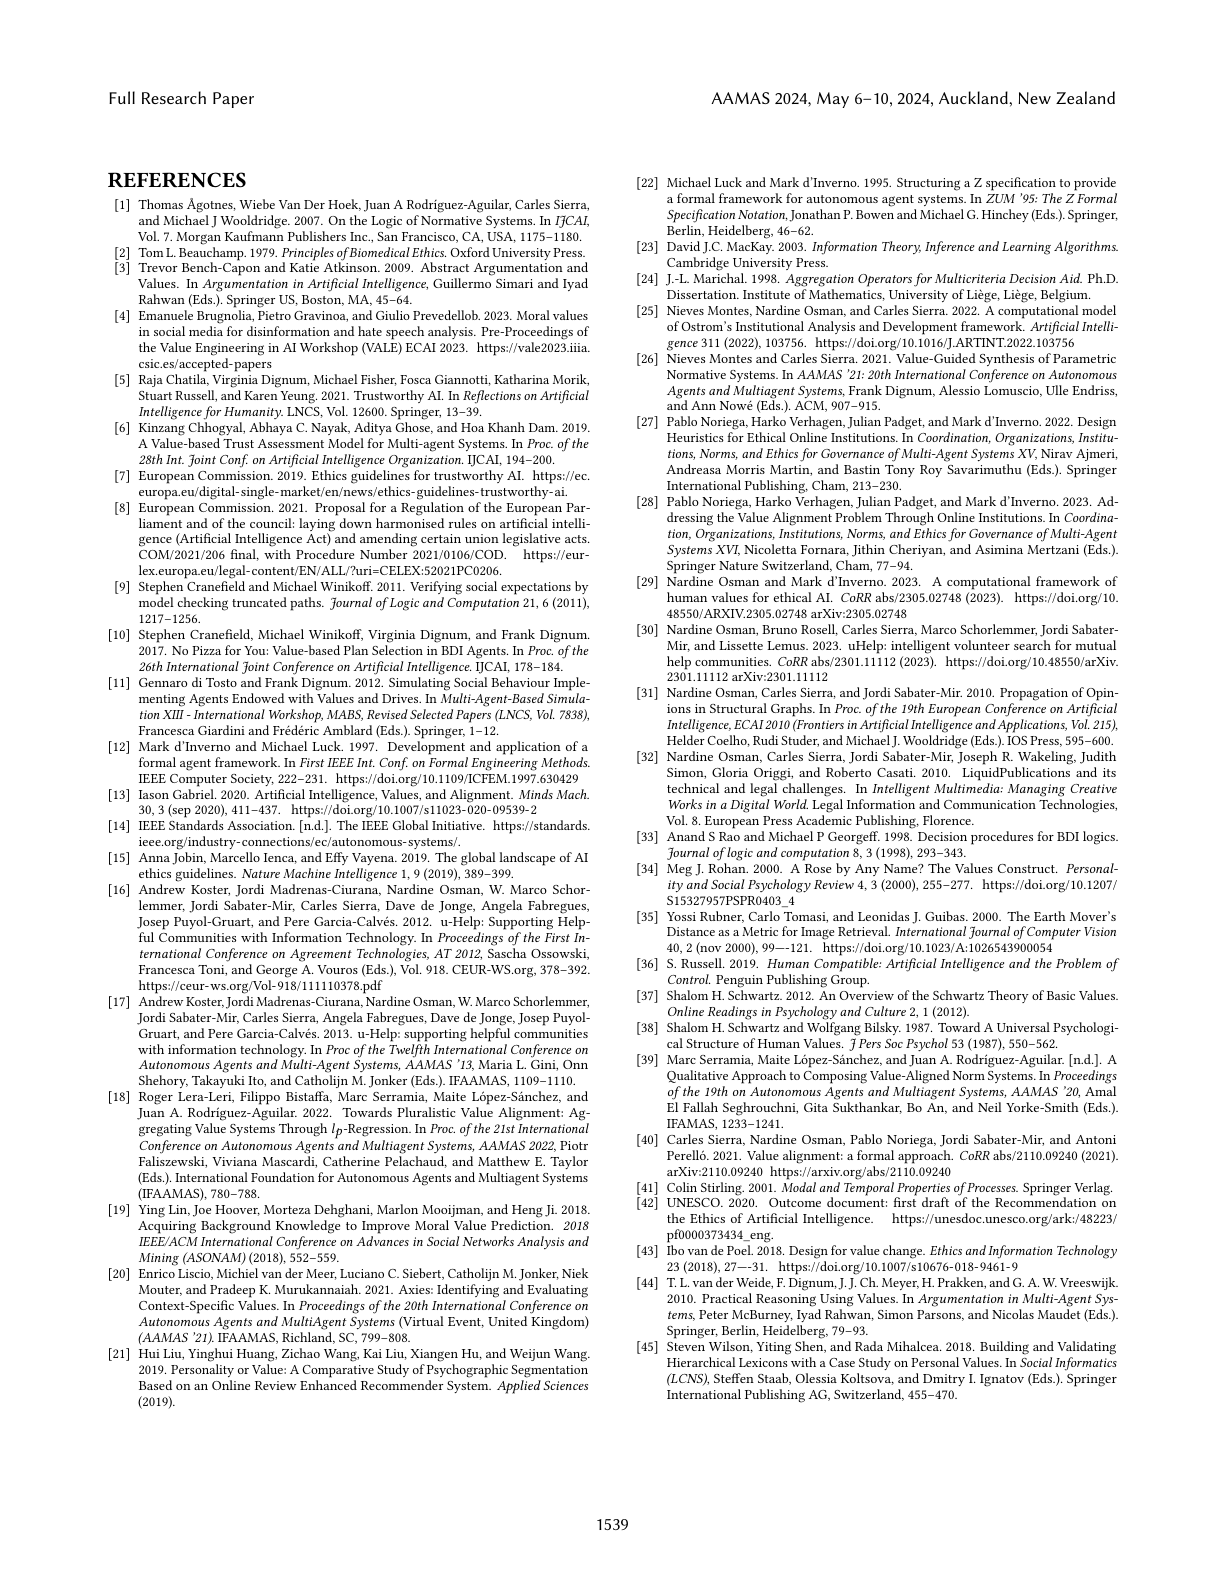 Full Research Paper
AAMAS 2024, May 6–10, 2024, Auckland, New Zealand
REFERENCES
[1] Thomas Ågotnes, Wiebe Van Der Hoek, Juan A Rodríguez-Aguilar, Carles Sierra,
and Michael J Wooldridge. 2007. On the Logic of Normative Systems. In IJCAI,
Vol. 7. Morgan Kaufmann Publishers Inc., San Francisco, CA, USA, 1175–1180.
[2] Tom L. Beauchamp. 1979. Principles of Biomedical Ethics. Oxford University Press.
[3] Trevor Bench-Capon and Katie Atkinson. 2009. Abstract Argumentation and
Values. In Argumentation in Artificial Intelligence, Guillermo Simari and Iyad
Rahwan (Eds.). Springer US, Boston, MA, 45–64.
[4] Emanuele Brugnolia, Pietro Gravinoa, and Giulio Prevedellob. 2023. Moral values
in social media for disinformation and hate speech analysis. Pre-Proceedings of
the Value Engineering in AI Workshop (VALE) ECAI 2023. https://vale2023.iiia.
csic.es/accepted-papers
[5] Raja Chatila, Virginia Dignum, Michael Fisher, Fosca Giannotti, Katharina Morik,
Stuart Russell, and Karen Yeung. 2021. Trustworthy AI. In Reflections on Artificial
Intelligence for Humanity. LNCS, Vol. 12600. Springer, 13–39.
[6] Kinzang Chhogyal, Abhaya C. Nayak, Aditya Ghose, and Hoa Khanh Dam. 2019.
A Value-based Trust Assessment Model for Multi-agent Systems. In Proc. of the
28th Int. Joint Conf. on Artificial Intelligence Organization. IJCAI, 194–200.
[7] European Commission. 2019. Ethics guidelines for trustworthy AI. https://ec.
europa.eu/digital-single-market/en/news/ethics-guidelines-trustworthy-ai.
[8] European Commission. 2021. Proposal for a Regulation of the European Par-
liament and of the council: laying down harmonised rules on artificial intelli-
gence (Artificial Intelligence Act) and amending certain union legislative acts.
COM/2021/206 final, with Procedure Number 2021/0106/COD. https://eur-
lex.europa.eu/legal-content/EN/ALL/?uri=CELEX:52021PC0206.
[9] Stephen Cranefield and Michael Winikoff. 2011. Verifying social expectations by
model checking truncated paths. Journal of Logic and Computation 21, 6 (2011),
1217–1256.
[10] Stephen Cranefield, Michael Winikoff, Virginia Dignum, and Frank Dignum.
2017. No Pizza for You: Value-based Plan Selection in BDI Agents. In Proc. of the
26th International Joint Conference on Artificial Intelligence. IJCAI, 178–184.
[11] Gennaro di Tosto and Frank Dignum. 2012. Simulating Social Behaviour Imple-
menting Agents Endowed with Values and Drives. In Multi-Agent-Based Simula-
tion XIII - International Workshop, MABS, Revised Selected Papers (LNCS, Vol. 7838),
Francesca Giardini and Frédéric Amblard (Eds.). Springer, 1–12.
[12] Mark d'Inverno and Michael Luck. 1997. Development and application of a
formal agent framework. In First IEEE Int. Conf. on Formal Engineering Methods.
IEEE Computer Society, 222–231. https://doi.org/10.1109/ICFEM.1997.630429
[13] Iason Gabriel. 2020. Artificial Intelligence, Values, and Alignment. Minds Mach.
30, 3 (sep 2020), 411–437. https://doi.org/10.1007/s11023-020-09539-2
[14] IEEE Standards Association. [n.d.]. The IEEE Global Initiative. https://standards.
ieee.org/industry-connections/ec/autonomous-systems/.
[15] Anna Jobin, Marcello Ienca, and Effy Vayena. 2019. The global landscape of AI
ethics guidelines. Nature Machine Intelligence 1, 9 (2019), 389–399.
[16] Andrew Koster, Jordi Madrenas-Ciurana, Nardine Osman, W. Marco Schor-
lemmer, Jordi Sabater-Mir, Carles Sierra, Dave de Jonge, Angela Fabregues,
Josep Puyol-Gruart, and Pere Garcia-Calvés. 2012. u-Help: Supporting Help-
ful Communities with Information Technology. In Proceedings of the First In-
ternational Conference on Agreement Technologies, AT 2012, Sascha Ossowski,
Francesca Toni, and George A. Vouros (Eds.), Vol. 918. CEUR-WS.org, 378–392.
https://ceur-ws.org/Vol-918/111110378.pdf
[17] Andrew Koster, Jordi Madrenas-Ciurana, Nardine Osman, W. Marco Schorlemmer,
Jordi Sabater-Mir, Carles Sierra, Angela Fabregues, Dave de Jonge, Josep Puyol-
Gruart, and Pere Garcia-Calvés. 2013. u-Help: supporting helpful communities
with information technology. In Proc of the Twelfth International Conference on
Autonomous Agents and Multi-Agent Systems, AAMAS '13, Maria L. Gini, Onn
Shehory, Takayuki Ito, and Catholijn M. Jonker (Eds.). IFAAMAS, 1109–1110.
[18] Roger Lera-Leri, Filippo Bistaffa, Marc Serramia, Maite López-Sánchez, and
Juan A. Rodríguez-Aguilar. 2022. Towards Pluralistic Value Alignment: Ag-
gregating Value Systems Through lp-Regression. In Proc. of the 21st International
Conference on Autonomous Agents and Multiagent Systems, AAMAS 2022, Piotr
Faliszewski, Viviana Mascardi, Catherine Pelachaud, and Matthew E. Taylor
(Eds.). International Foundation for Autonomous Agents and Multiagent Systems
(IFAAMAS), 780–788.
[19] Ying Lin, Joe Hoover, Morteza Dehghani, Marlon Mooijman, and Heng Ji. 2018.
Acquiring Background Knowledge to Improve Moral Value Prediction. 2018
IEEE/ACM International Conference on Advances in Social Networks Analysis and
Mining (ASONAM) (2018), 552–559.
[20] Enrico Liscio, Michiel van der Meer, Luciano C. Siebert, Catholijn M. Jonker, Niek
Mouter, and Pradeep K. Murukannaiah. 2021. Axies: Identifying and Evaluating
Context-Specific Values. In Proceedings of the 20th International Conference on
Autonomous Agents and MultiAgent Systems (Virtual Event, United Kingdom)
(AAMAS '21). IFAAMAS, Richland, SC, 799–808.
[21] Hui Liu, Yinghui Huang, Zichao Wang, Kai Liu, Xiangen Hu, and Weijun Wang.
2019. Personality or Value: A Comparative Study of Psychographic Segmentation
Based on an Online Review Enhanced Recommender System. Applied Sciences
(2019).
[22] Michael Luck and Mark d'Inverno. 1995. Structuring a Z specification to provide
a formal framework for autonomous agent systems. In ZUM '95: The Z Formal
Specification Notation, Jonathan P. Bowen and Michael G. Hinchey (Eds.). Springer,
Berlin, Heidelberg, 46–62.
[23] David J.C. MacKay. 2003. Information Theory, Inference and Learning Algorithms.
Cambridge University Press.
[24] J.-L. Marichal. 1998. Aggregation Operators for Multicriteria Decision Aid. Ph.D.
Dissertation. Institute of Mathematics, University of Liège, Liège, Belgium.
[25] Nieves Montes, Nardine Osman, and Carles Sierra. 2022. A computational model
of Ostrom's Institutional Analysis and Development framework. Artificial Intelli-
gence 311 (2022), 103756. https://doi.org/10.1016/J.ARTINT.2022.103756
[26] Nieves Montes and Carles Sierra. 2021. Value-Guided Synthesis of Parametric
Normative Systems. In AAMAS '21: 20th International Conference on Autonomous
Agents and Multiagent Systems, Frank Dignum, Alessio Lomuscio, Ulle Endriss,
and Ann Nowé (Eds.). ACM, 907–915.
[27] Pablo Noriega, Harko Verhagen, Julian Padget, and Mark d'Inverno. 2022. Design
Heuristics for Ethical Online Institutions. In Coordination, Organizations, Institu-
tions, Norms, and Ethics for Governance of Multi-Agent Systems XV, Nirav Ajmeri,
Andreasa Morris Martin, and Bastin Tony Roy Savarimuthu (Eds.). Springer
International Publishing, Cham, 213–230.
[28] Pablo Noriega, Harko Verhagen, Julian Padget, and Mark d'Inverno. 2023. Ad-
dressing the Value Alignment Problem Through Online Institutions. In Coordina-
tion, Organizations, Institutions, Norms, and Ethics for Governance of Multi-Agent
Systems XVI, Nicoletta Fornara, Jithin Cheriyan, and Asimina Mertzani (Eds.).
Springer Nature Switzerland, Cham, 77–94.
[29] Nardine Osman and Mark d'Inverno. 2023. A computational framework of
human values for ethical AI. CoRR abs/2305.02748 (2023). https://doi.org/10.
48550/ARXIV.2305.02748 arXiv:2305.02748
[30] Nardine Osman, Bruno Rosell, Carles Sierra, Marco Schorlemmer, Jordi Sabater-
Mir, and Lissette Lemus. 2023. uHelp: intelligent volunteer search for mutual
help communities. CoRR abs/2301.11112 (2023). https://doi.org/10.48550/arXiv.
2301.11112 arXiv:2301.11112
[31] Nardine Osman, Carles Sierra, and Jordi Sabater-Mir. 2010. Propagation of Opin-
ions in Structural Graphs. In Proc. of the 19th European Conference on Artificial
Intelligence, ECAI 2010 (Frontiers in Artificial Intelligence and Applications, Vol. 215),
Helder Coelho, Rudi Studer, and Michael J. Wooldridge (Eds.). IOS Press, 595–600.
[32] Nardine Osman, Carles Sierra, Jordi Sabater-Mir, Joseph R. Wakeling, Judith
Simon, Gloria Origgi, and Roberto Casati. 2010. LiquidPublications and its
technical and legal challenges. In Intelligent Multimedia: Managing Creative
Works in a Digital World. Legal Information and Communication Technologies,
Vol. 8. European Press Academic Publishing, Florence.
[33] Anand S Rao and Michael P Georgeff. 1998. Decision procedures for BDI logics.
Journal of logic and computation 8, 3 (1998), 293–343.
[34] Meg J. Rohan. 2000. A Rose by Any Name? The Values Construct. Personal-
ity and Social Psychology Review 4, 3 (2000), 255–277. https://doi.org/10.1207/
S15327957PSPR0403_4
[35] Yossi Rubner, Carlo Tomasi, and Leonidas J. Guibas. 2000. The Earth Mover's
Distance as a Metric for Image Retrieval. International Journal of Computer Vision
40, 2 (nov 2000), 99—-121. https://doi.org/10.1023/A:1026543900054
[36] S. Russell. 2019. Human Compatible: Artificial Intelligence and the Problem of
Control. Penguin Publishing Group.
[37] Shalom H. Schwartz. 2012. An Overview of the Schwartz Theory of Basic Values.
Online Readings in Psychology and Culture 2, 1 (2012).
[38] Shalom H. Schwartz and Wolfgang Bilsky. 1987. Toward A Universal Psychologi-
cal Structure of Human Values. J Pers Soc Psychol 53 (1987), 550–562.
[39] Marc Serramia, Maite López-Sánchez, and Juan A. Rodríguez-Aguilar. [n.d.]. A
Qualitative Approach to Composing Value-Aligned Norm Systems. In Proceedings
of the 19th on Autonomous Agents and Multiagent Systems, AAMAS '20, Amal
El Fallah Seghrouchni, Gita Sukthankar, Bo An, and Neil Yorke-Smith (Eds.).
IFAMAS, 1233–1241.
[40] Carles Sierra, Nardine Osman, Pablo Noriega, Jordi Sabater-Mir, and Antoni
Perelló. 2021. Value alignment: a formal approach. CoRR abs/2110.09240 (2021).
arXiv:2110.09240 https://arxiv.org/abs/2110.09240
[41] Colin Stirling. 2001. Modal and Temporal Properties of Processes. Springer Verlag.
[42] UNESCO. 2020. Outcome document: first draft of the Recommendation on
the Ethics of Artificial Intelligence. https://unesdoc.unesco.org/ark:/48223/
pf0000373434_eng.
[43] Ibo van de Poel. 2018. Design for value change. Ethics and Information Technology
23 (2018), 27—-31. https://doi.org/10.1007/s10676-018-9461-9
[44] T. L. van der Weide, F. Dignum, J. J. Ch. Meyer, H. Prakken, and G. A. W. Vreeswijk.
2010. Practical Reasoning Using Values. In Argumentation in Multi-Agent Sys-
tems, Peter McBurney, Iyad Rahwan, Simon Parsons, and Nicolas Maudet (Eds.).
Springer, Berlin, Heidelberg, 79–93.
[45] Steven Wilson, Yiting Shen, and Rada Mihalcea. 2018. Building and Validating
Hierarchical Lexicons with a Case Study on Personal Values. In Social Informatics
(LCNS), Steffen Staab, Olessia Koltsova, and Dmitry I. Ignatov (Eds.). Springer
International Publishing AG, Switzerland, 455–470.
1539